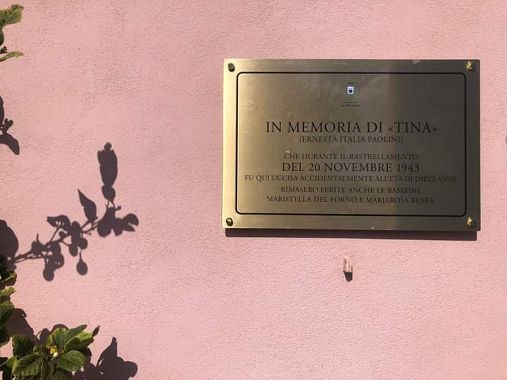 IN MEMORIA DI «TINA»
(ERNESTA ITALIA PAOLINI)
CHE DURANTE IL RASTRELLAMENTO
DEL 20 NOVEMBRE 1943
FU QUI UCCISA ACCIDENTALMENTE ALL'ETÀ DI DIECI ANNI.
RIMASERO FERITE ANCHE LE BAMBINE
MARISTELLA DEL FORNO E MARIAROSA BUFFA